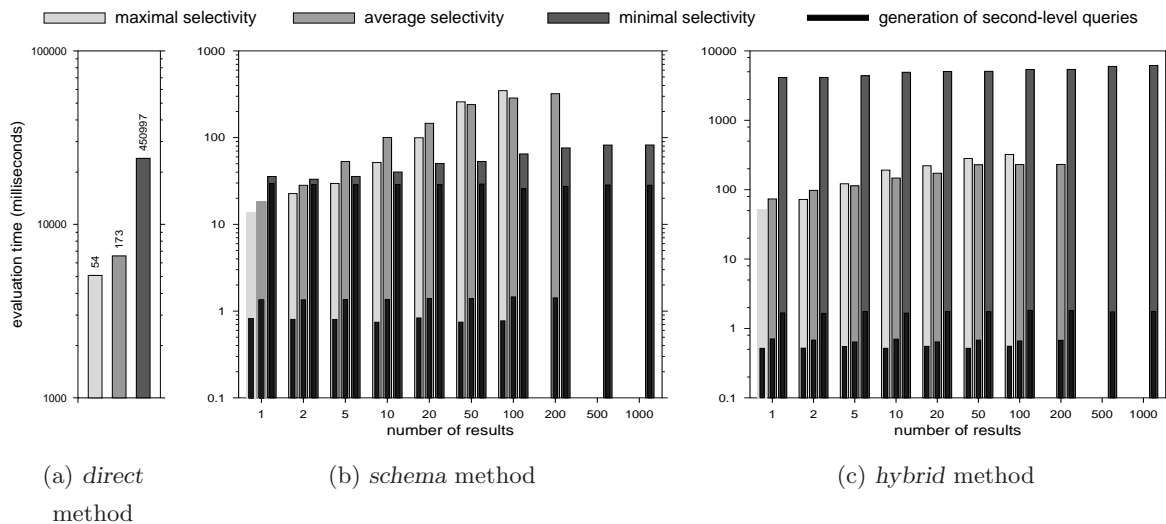 maximal selectivity average selectivity minimal selectivity generation of second-level queries
evaluation time (milliseconds)
100000
10000
1000
54
173
450997
1000
100
10
1
0.1
1 2 5 10 20 50 100 200 500 1000
number of results
10000
1000
100
10
1
0.1
1 2 5 10 20 50 100 200 500 1000
number of results
(a) direct
method
(b) schema method
(c) hybrid method